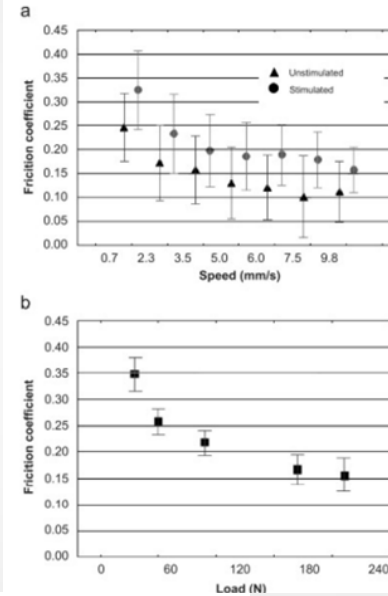 a
0.45
0.40
0.35
0.30
0.25
0.20
0.15
0.10
0.05
0.00
Fricition coefficient
Unstimulated
Stimulated
0.7 2.3 3.5 5.0 6.0 7.5 9.8
Speed (mm/s)
b
0.45
0.40
0.35
0.30
0.25
0.20
0.15
0.10
0.05
0.00
Fricition coefficient
0 60 120 180 240
Load (N)